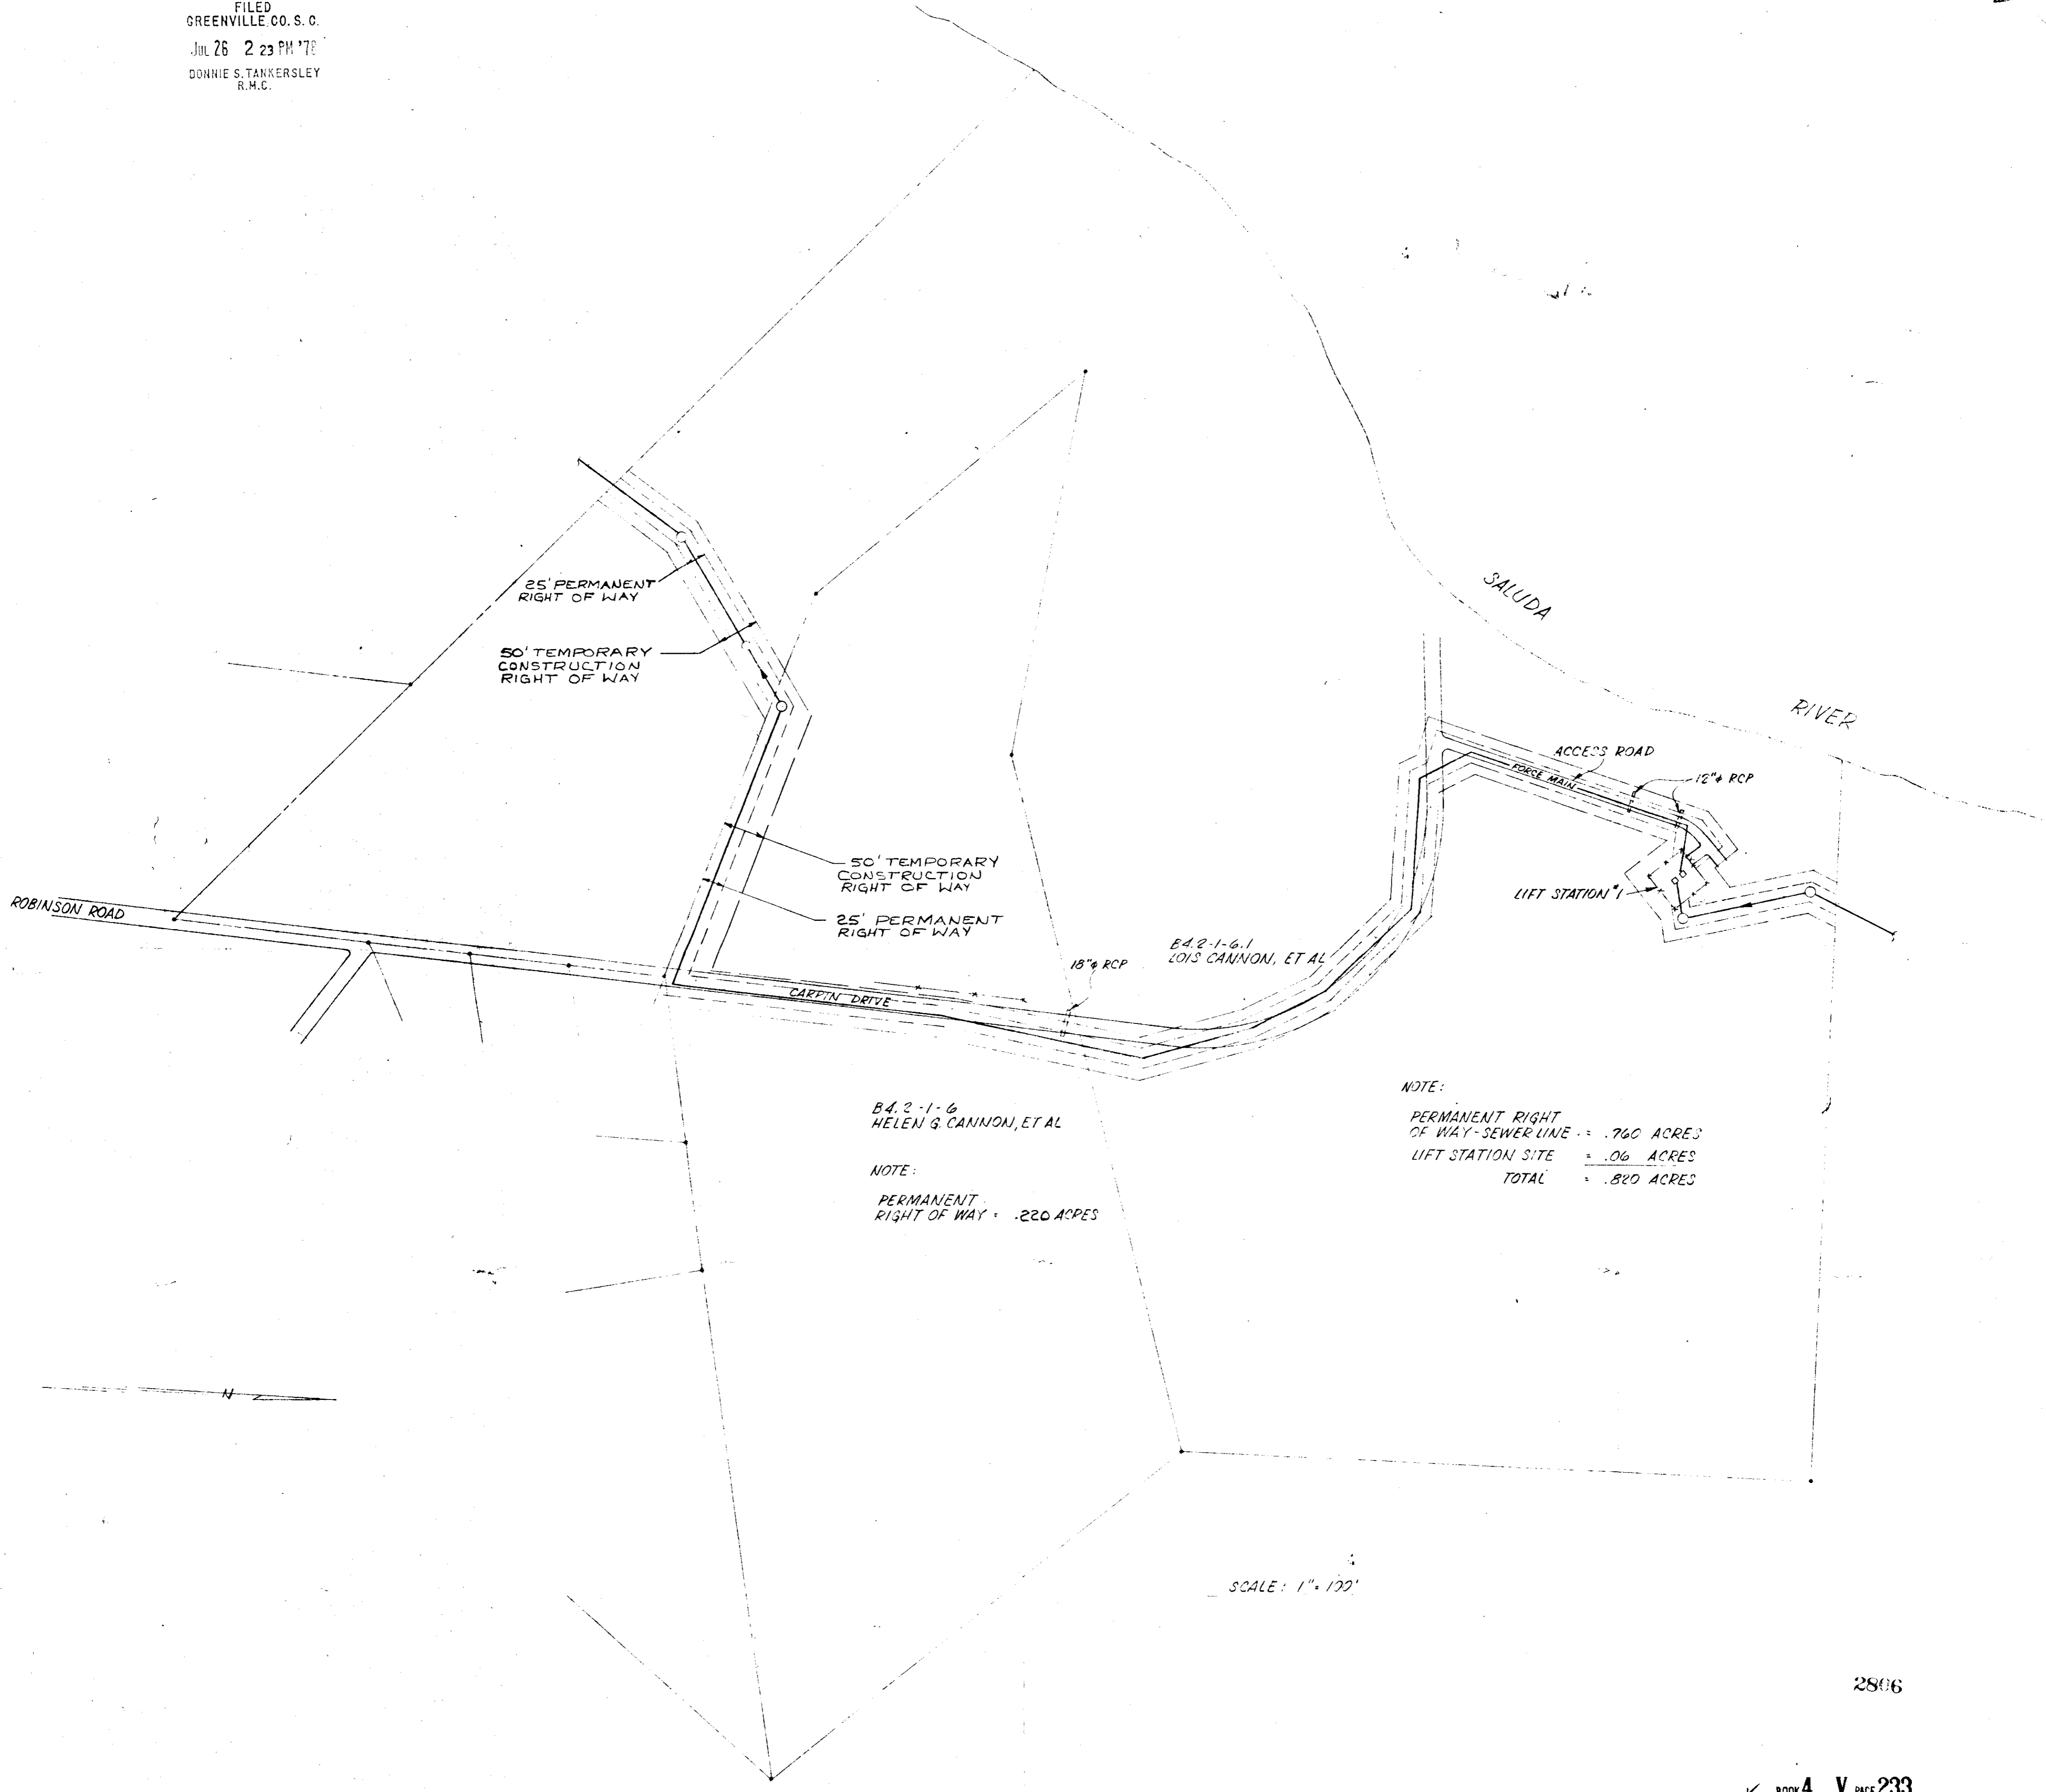 FILED
GREENVILLE, CO. S. C.
JUL 26 2 23 PM '78
DONNIE S. TANKERSLEY
R.M.C.
25' PERMANENT
RIGHT OF WAY
50' TEMPORARY
CONSTRUCTION
RIGHT OF WAY
SALUDA
RIVER
ACCESS ROAD
FORCE MAIN
12"⌀ RCP
LIFT STATION #1
50' TEMPORARY
CONSTRUCTION
RIGHT OF WAY
25' PERMANENT
RIGHT OF WAY
ROBINSON ROAD
B4.2-1-6.1
LOIS CANNON, ET AL
18"⌀ RCP
CARPIN DRIVE
B4.2-1-6
HELEN G. CANNON, ET AL
NOTE:
PERMANENT
RIGHT OF WAY = .220 ACRES
NOTE:
PERMANENT RIGHT
OF WAY-SEWER LINE = .760 ACRES
LIFT STATION SITE = .06 ACRES
TOTAL = .820 ACRES
N
SCALE: 1"=100'
2806
BOOK 4 V PAGE 233